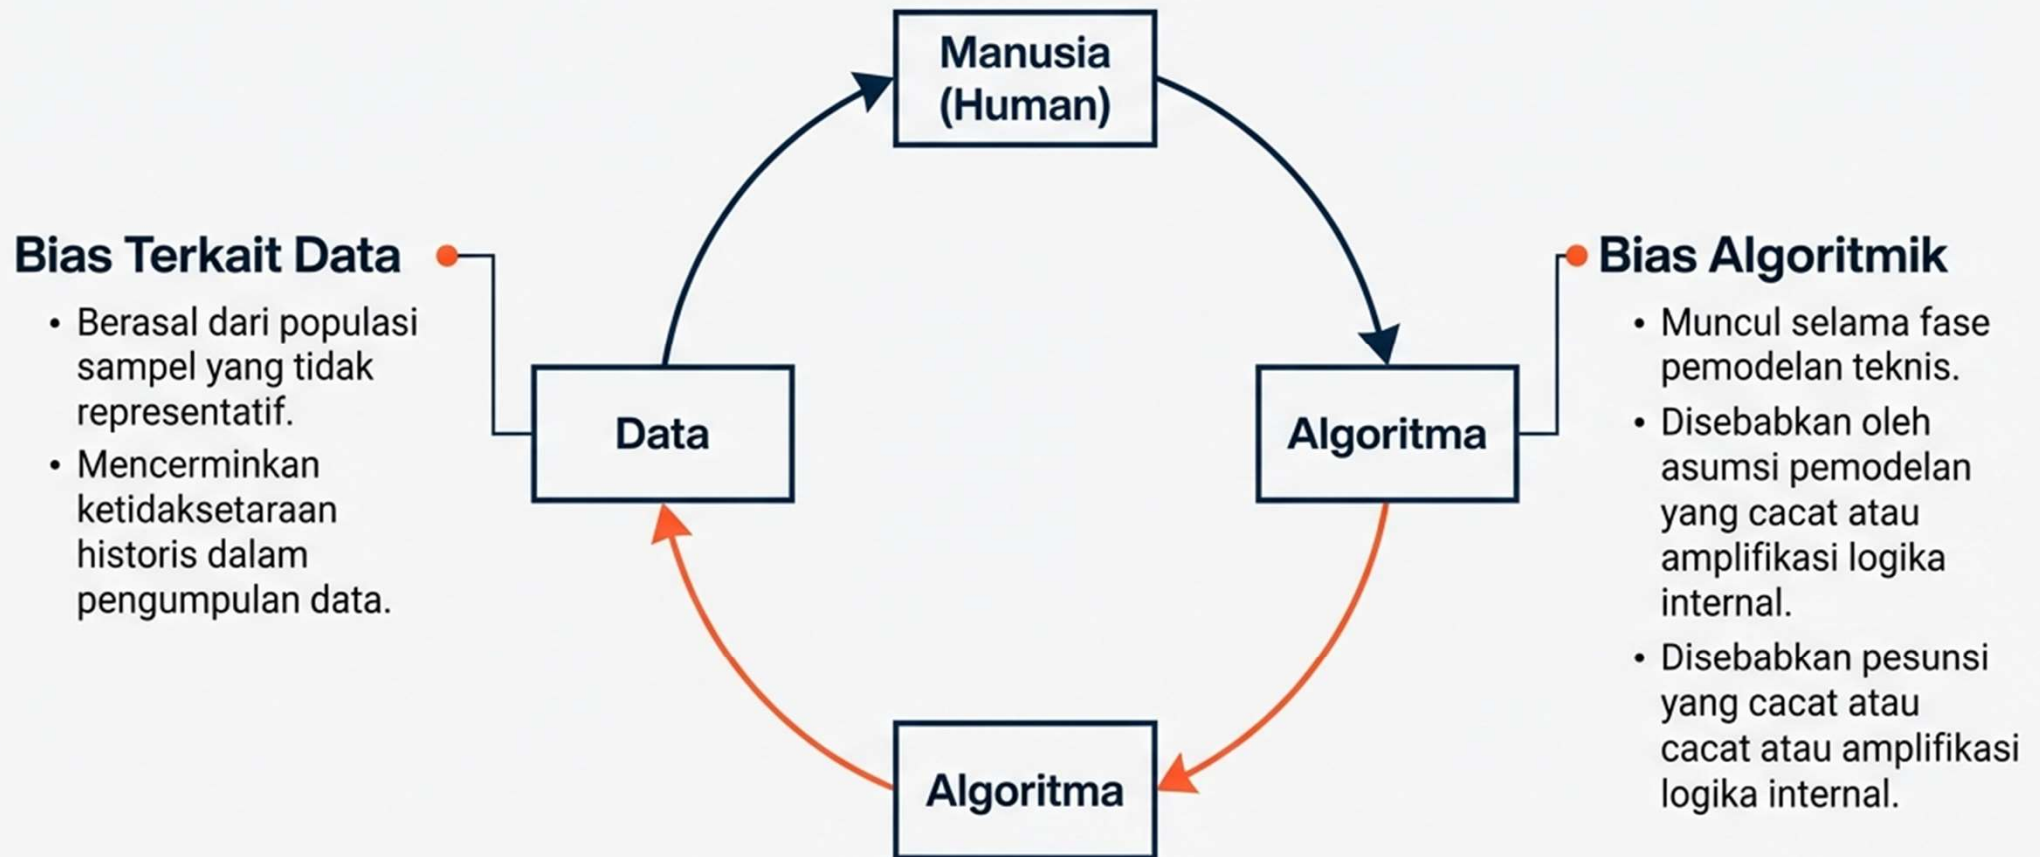 Manusia
(Human)
Bias Terkait Data
• Berasal dari populasi
sampel yang tidak
representatif.
• Mencerminkan
ketidaksetaraan
historis dalam
pengumpulan data.
Data
Algoritma
Bias Algoritmik
• Muncul selama fase
pemodelan teknis.
• Disebabkan oleh
asumsi pemodelan
yang cacat atau
amplifikasi logika
internal.
• Disebabkan pesunsi
yang cacat atau
cacat atau amplifikasi
logika internal.
Algoritma